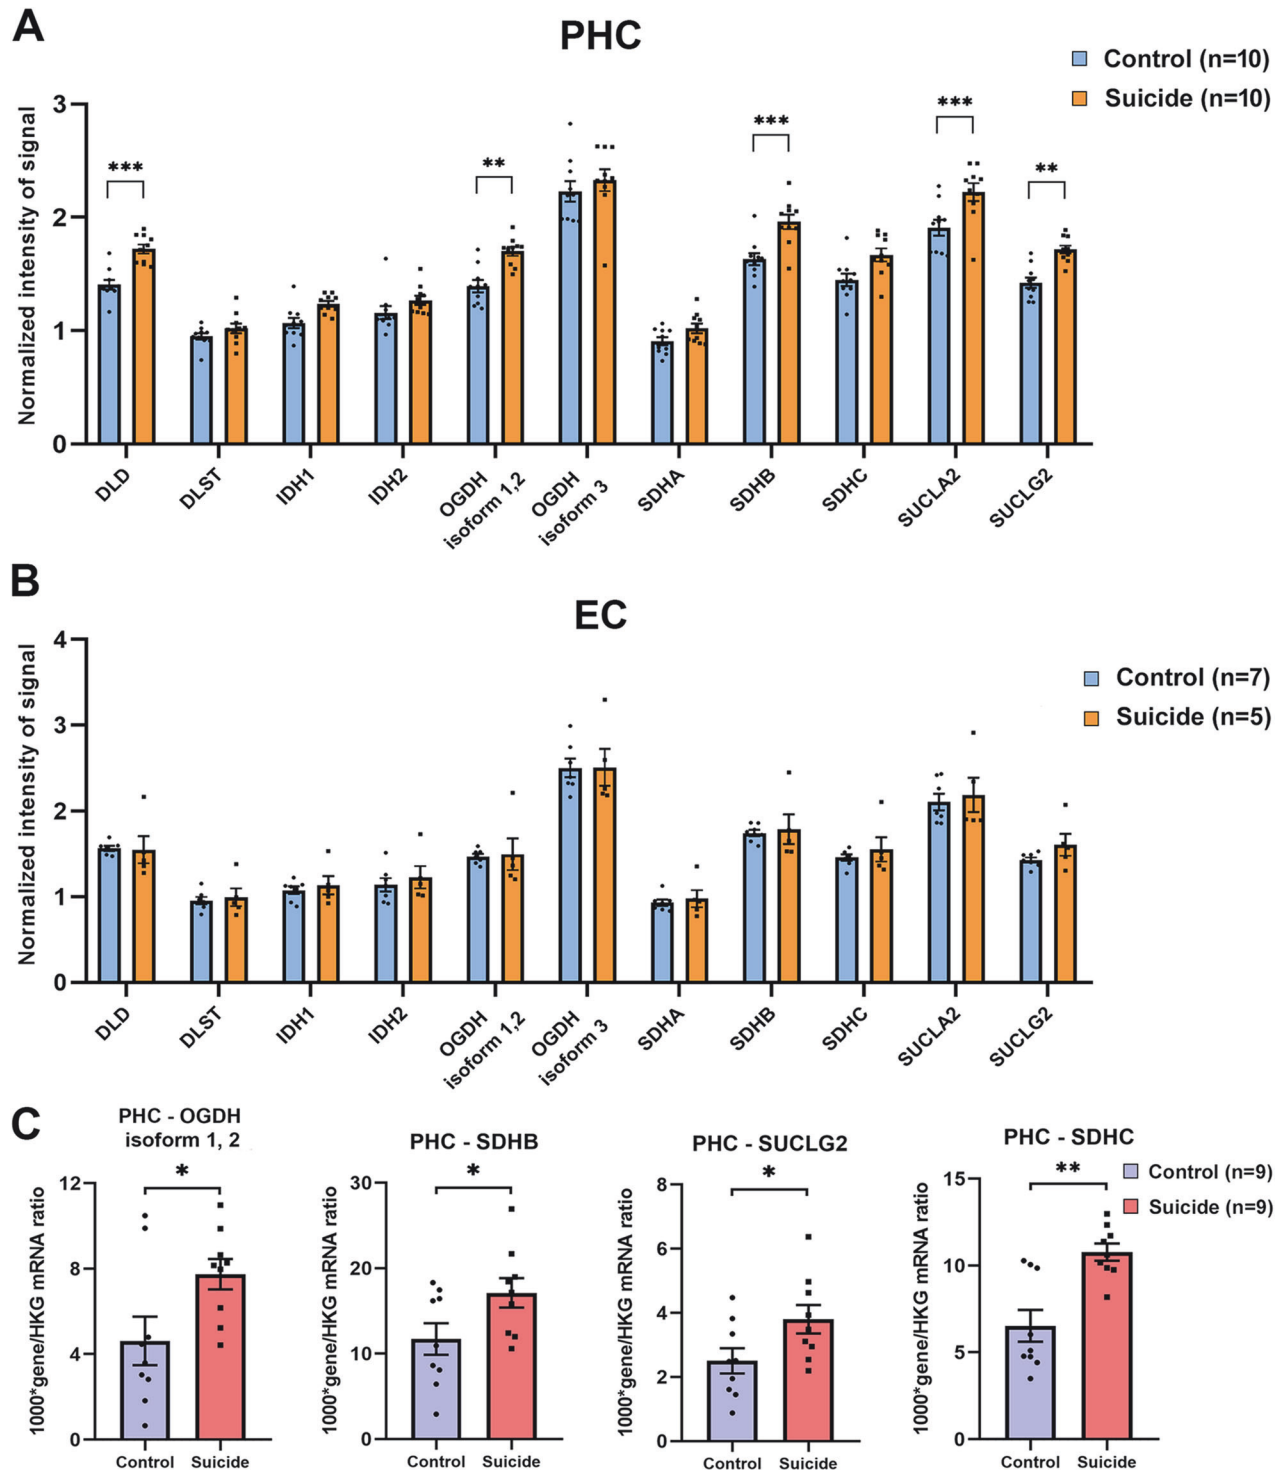 A
PHC
Control (n=10)
Suicide (n=10)
Normalized intensity of signal
3
2
1
0
***
**
***
***
**
DLD
DLST
IDH1
IDH2
OGDH
isoform 1,2
OGDH
isoform 3
SDHA
SDHB
SDHC
SUCLA2
SUCLG2
B
EC
Control (n=7)
Suicide (n=5)
Normalized intensity of signal
4
3
2
1
0
DLD
DLST
IDH1
IDH2
OGDH
isoform 1,2
OGDH
isoform 3
SDHA
SDHB
SDHC
SUCLA2
SUCLG2
C
PHC - OGDH
isoform 1, 2
*
1000*gene/HKG mRNA ratio
12
8
4
0
Control Suicide
PHC - SDHB
*
1000*gene/HKG mRNA ratio
30
20
10
0
Control Suicide
PHC - SUCLG2
*
1000*gene/HKG mRNA ratio
8
6
4
2
0
Control Suicide
PHC - SDHC
**
1000*gene/HKG mRNA ratio
15
10
5
0
Control Suicide
Control (n=9)
Suicide (n=9)